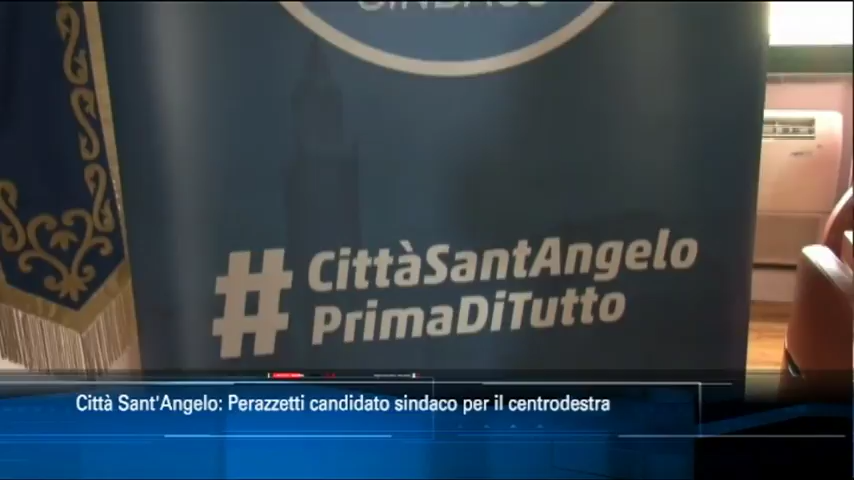 SINDACO
# CittàSantAngelo
PrimaDiTutto
Città Sant'Angelo: Perazzetti candidato sindaco per il centrodestra